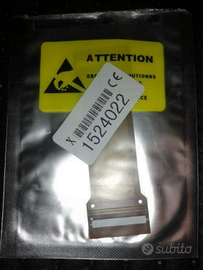 ATTENTION
X
1524022
CE
subito